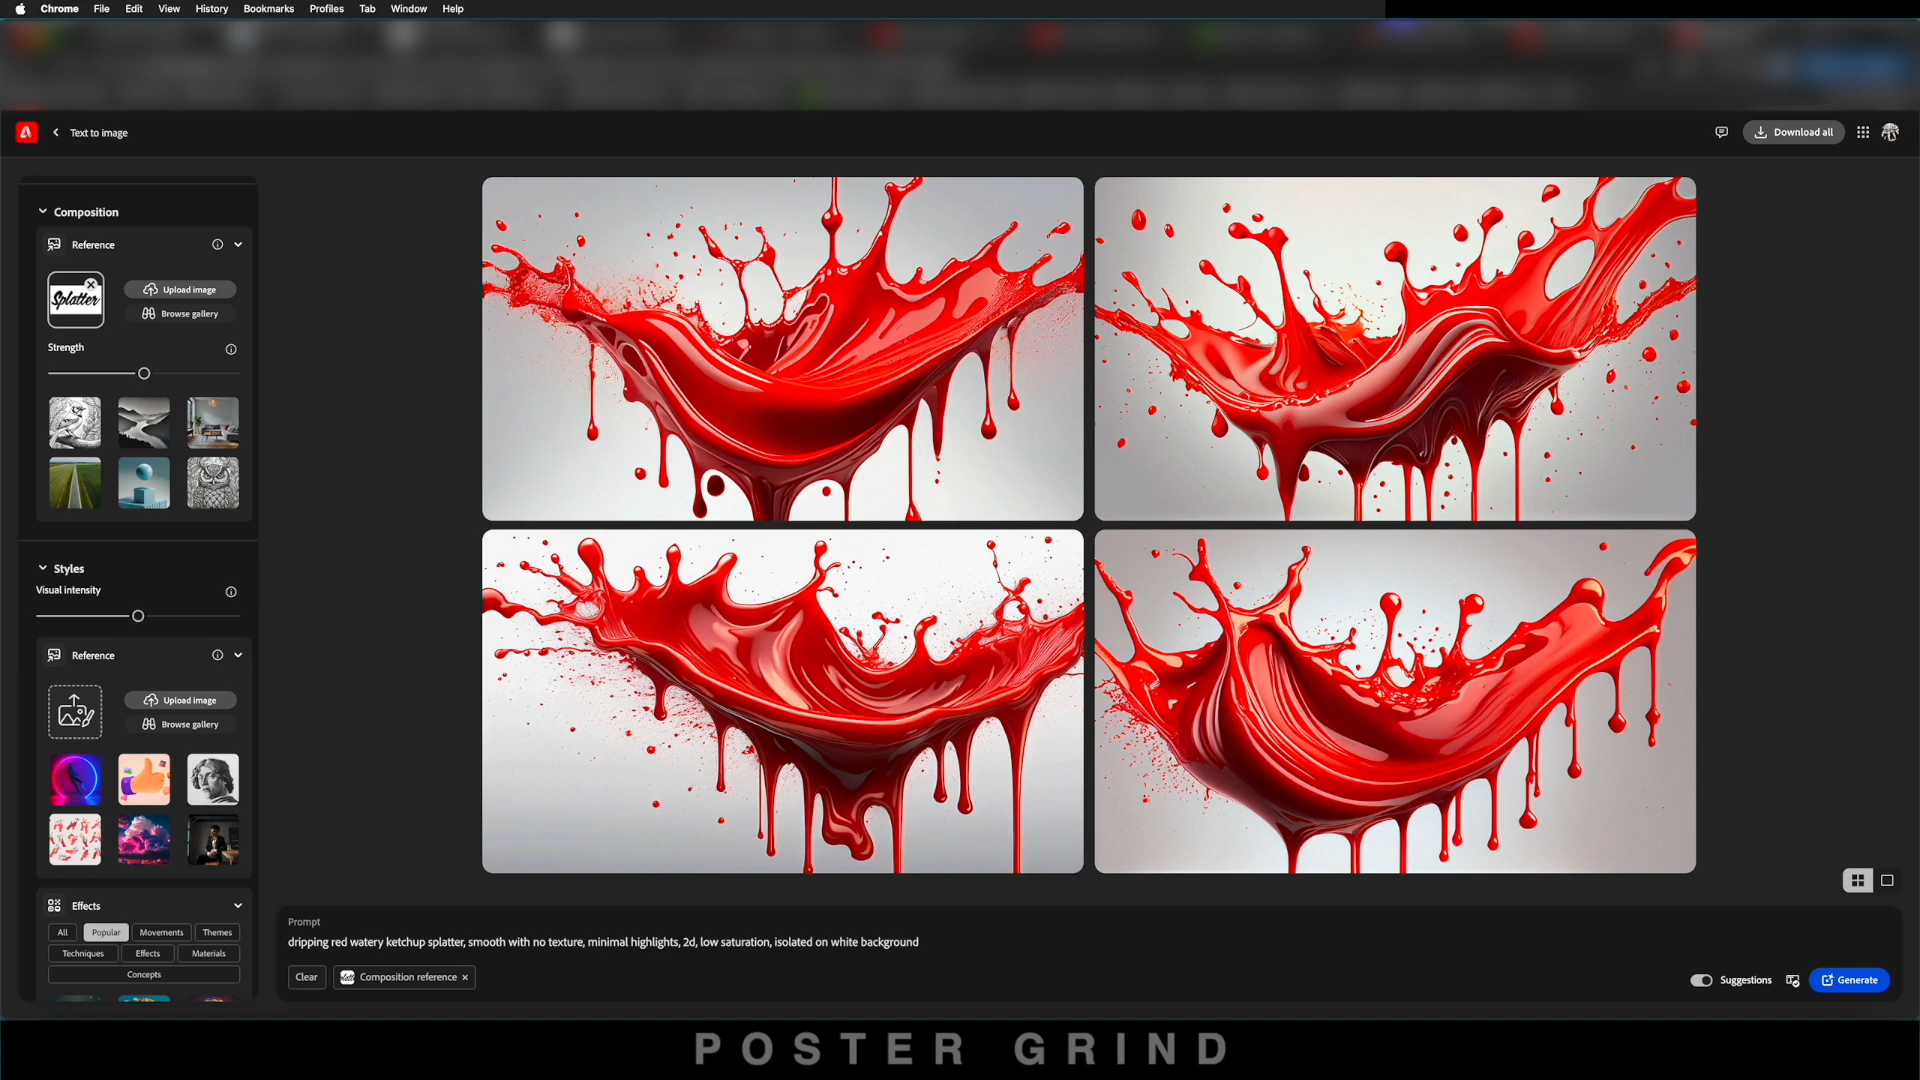 Chrome File Edit View History Bookmarks Profiles Tab Window Help
Text to image
Download all
Composition
Reference
Splatter
Upload image
Browse gallery
Strength
Styles
Visual intensity
Reference
Upload image
Browse gallery
Effects
All Popular Movements Themes
Techniques Effects Materials
Concepts
Prompt
dripping red watery ketchup splatter, smooth with no texture, minimal highlights, 2d, low saturation, isolated on white background
Clear Composition reference ×
Suggestions Generate
POSTER GRIND